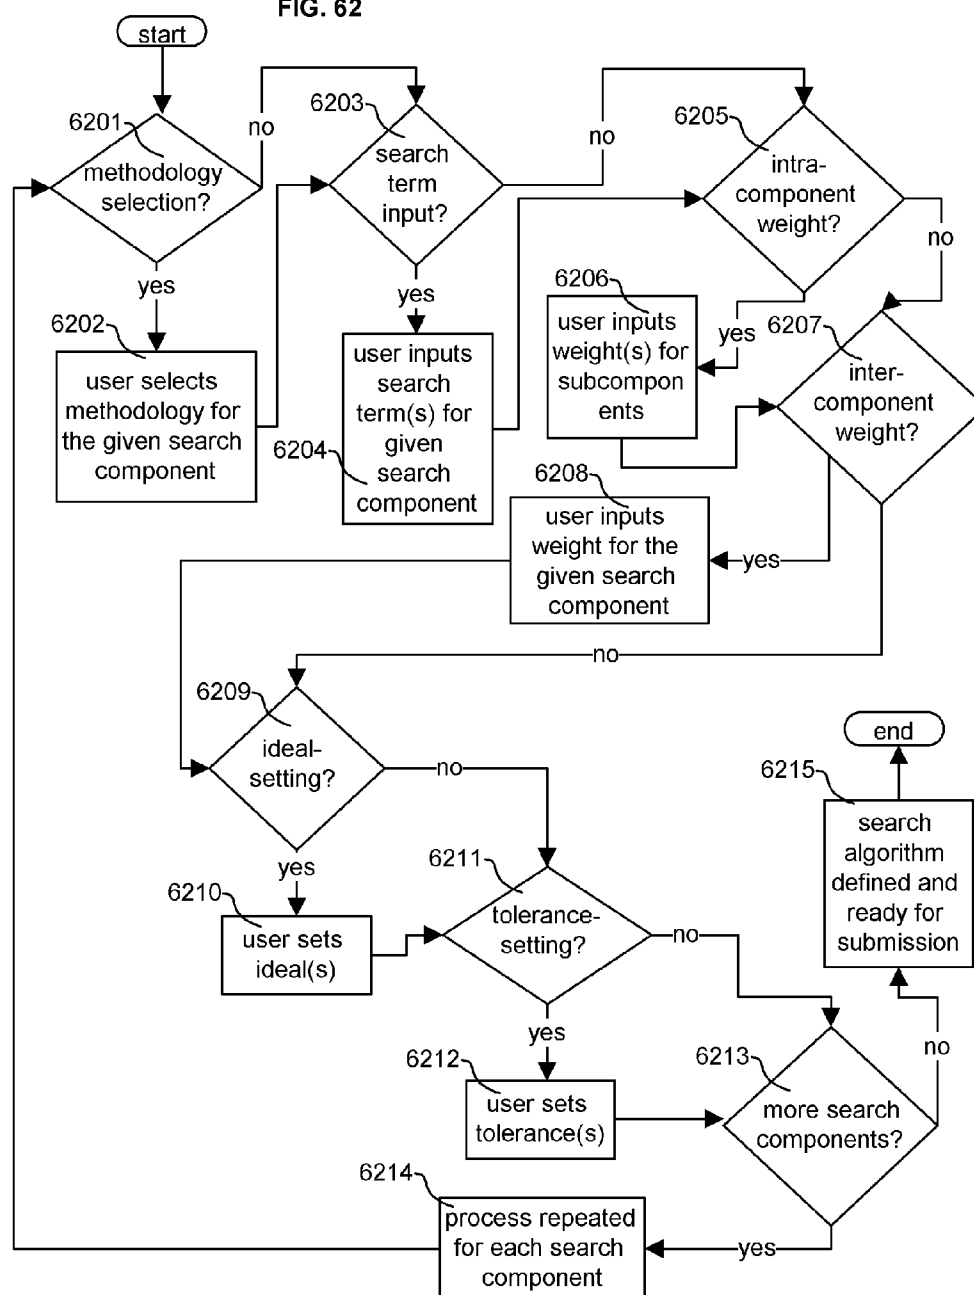 FIG. 62
start
6201
methodology
selection?
no
yes
6202
user selects
methodology for
the given search
component
6203
search
term
input?
no
yes
6204
user inputs
search
term(s) for
given
search
component
6205
intra-
component
weight?
no
yes
6206
user inputs
weight(s) for
subcompon
ents
6207
inter-
component
weight?
yes
no
6208
user inputs
weight for the
given search
component
6209
ideal-
setting?
no
yes
6210
user sets
ideal(s)
6211
tolerance-
setting?
no
yes
6212
user sets
tolerance(s)
6213
more search
components?
no
yes
6214
process repeated
for each search
component
6215
search
algorithm
defined and
ready for
submission
end